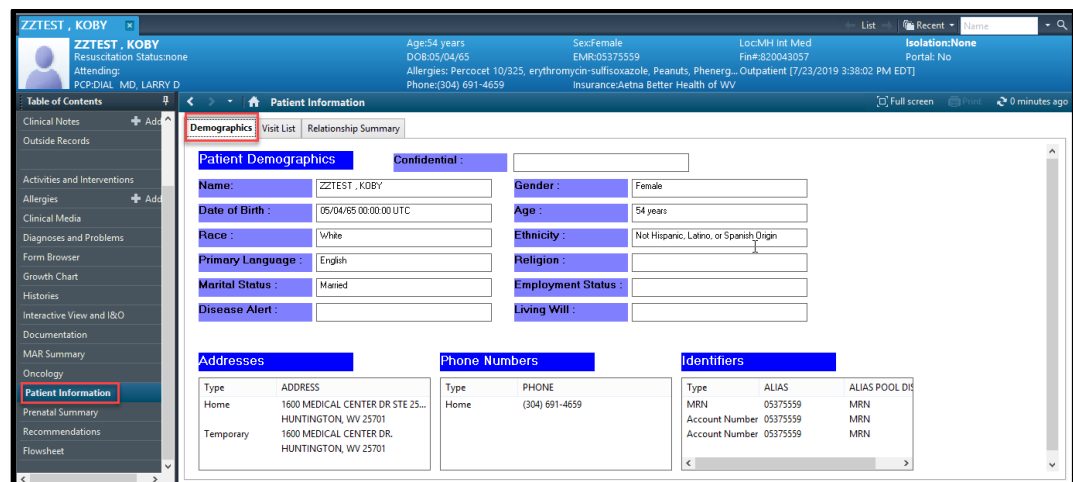 ZZTEST , KOBY
List
Recent
Name
ZZTEST , KOBY
Age:54 years
Sex:Female
Loc:MH Int Med
Isolation:None
Resuscitation Status:none
DOB:05/04/65
EMR:05375559
Fin#:820043057
Portal: No
Attending:
Allergies: Percocet 10/325, erythromycin-sulfisoxazole, Peanuts, Phenerg...
Outpatient [7/23/2019 3:38:02 PM EDT]
PCP:DIAL MD, LARRY D
Phone:(304) 691-4659
Insurance:Aetna Better Health of WV
Table of Contents
Patient Information
Full screen
Print
0 minutes ago
Clinical Notes
Add
Outside Records
Activities and Interventions
Allergies
Add
Clinical Media
Diagnoses and Problems
Form Browser
Growth Chart
Histories
Interactive View and I&O
Documentation
MAR Summary
Oncology
Patient Information
Prenatal Summary
Recommendations
Flowsheet
Demographics
Visit List
Relationship Summary
Patient Demographics
Confidential :
Name:
ZZTEST , KOBY
Gender :
Female
Date of Birth :
05/04/65 00:00:00 UTC
Age :
54 years
Race :
White
Ethnicity :
Not Hispanic, Latino, or Spanish Origin
Primary Language :
English
Religion :
Marital Status :
Married
Employment Status :
Disease Alert :
Living Will :
Addresses
Type ADDRESS
Home 1600 MEDICAL CENTER DR STE 25...
HUNTINGTON, WV 25701
Temporary 1600 MEDICAL CENTER DR.
HUNTINGTON, WV 25701
Phone Numbers
Type PHONE
Home (304) 691-4659
Identifiers
Type ALIAS ALIAS POOL DIS
MRN 05375559 MRN
Account Number 05375559 MRN
Account Number 05375559 MRN